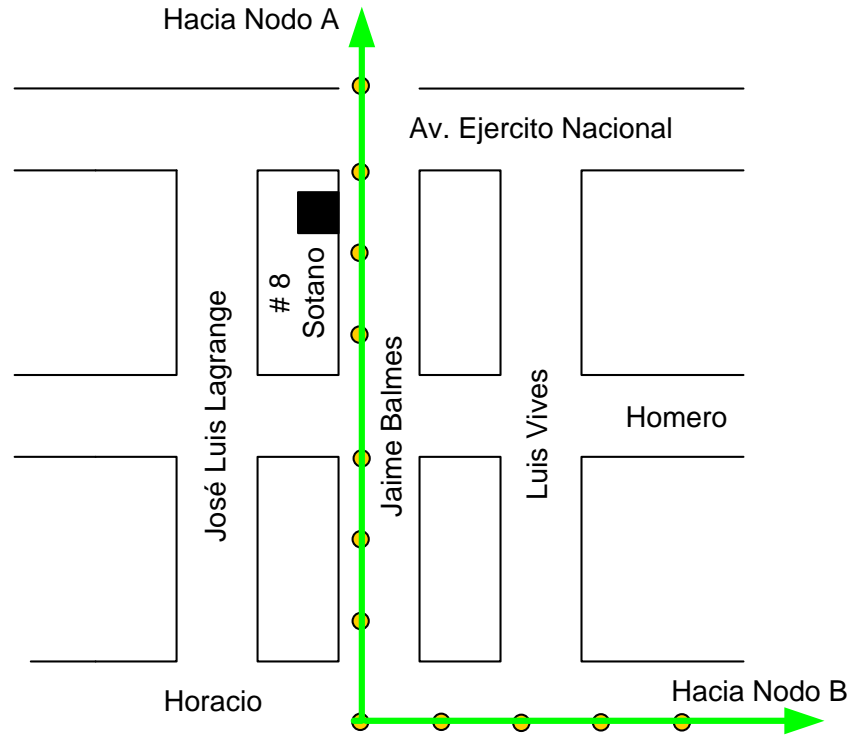 Hacia Nodo A
Av. Ejercito Nacional
# 8
Sotano
José Luis Lagrange
Jaime Balmes
Luis Vives
Homero
Horacio
Hacia Nodo B